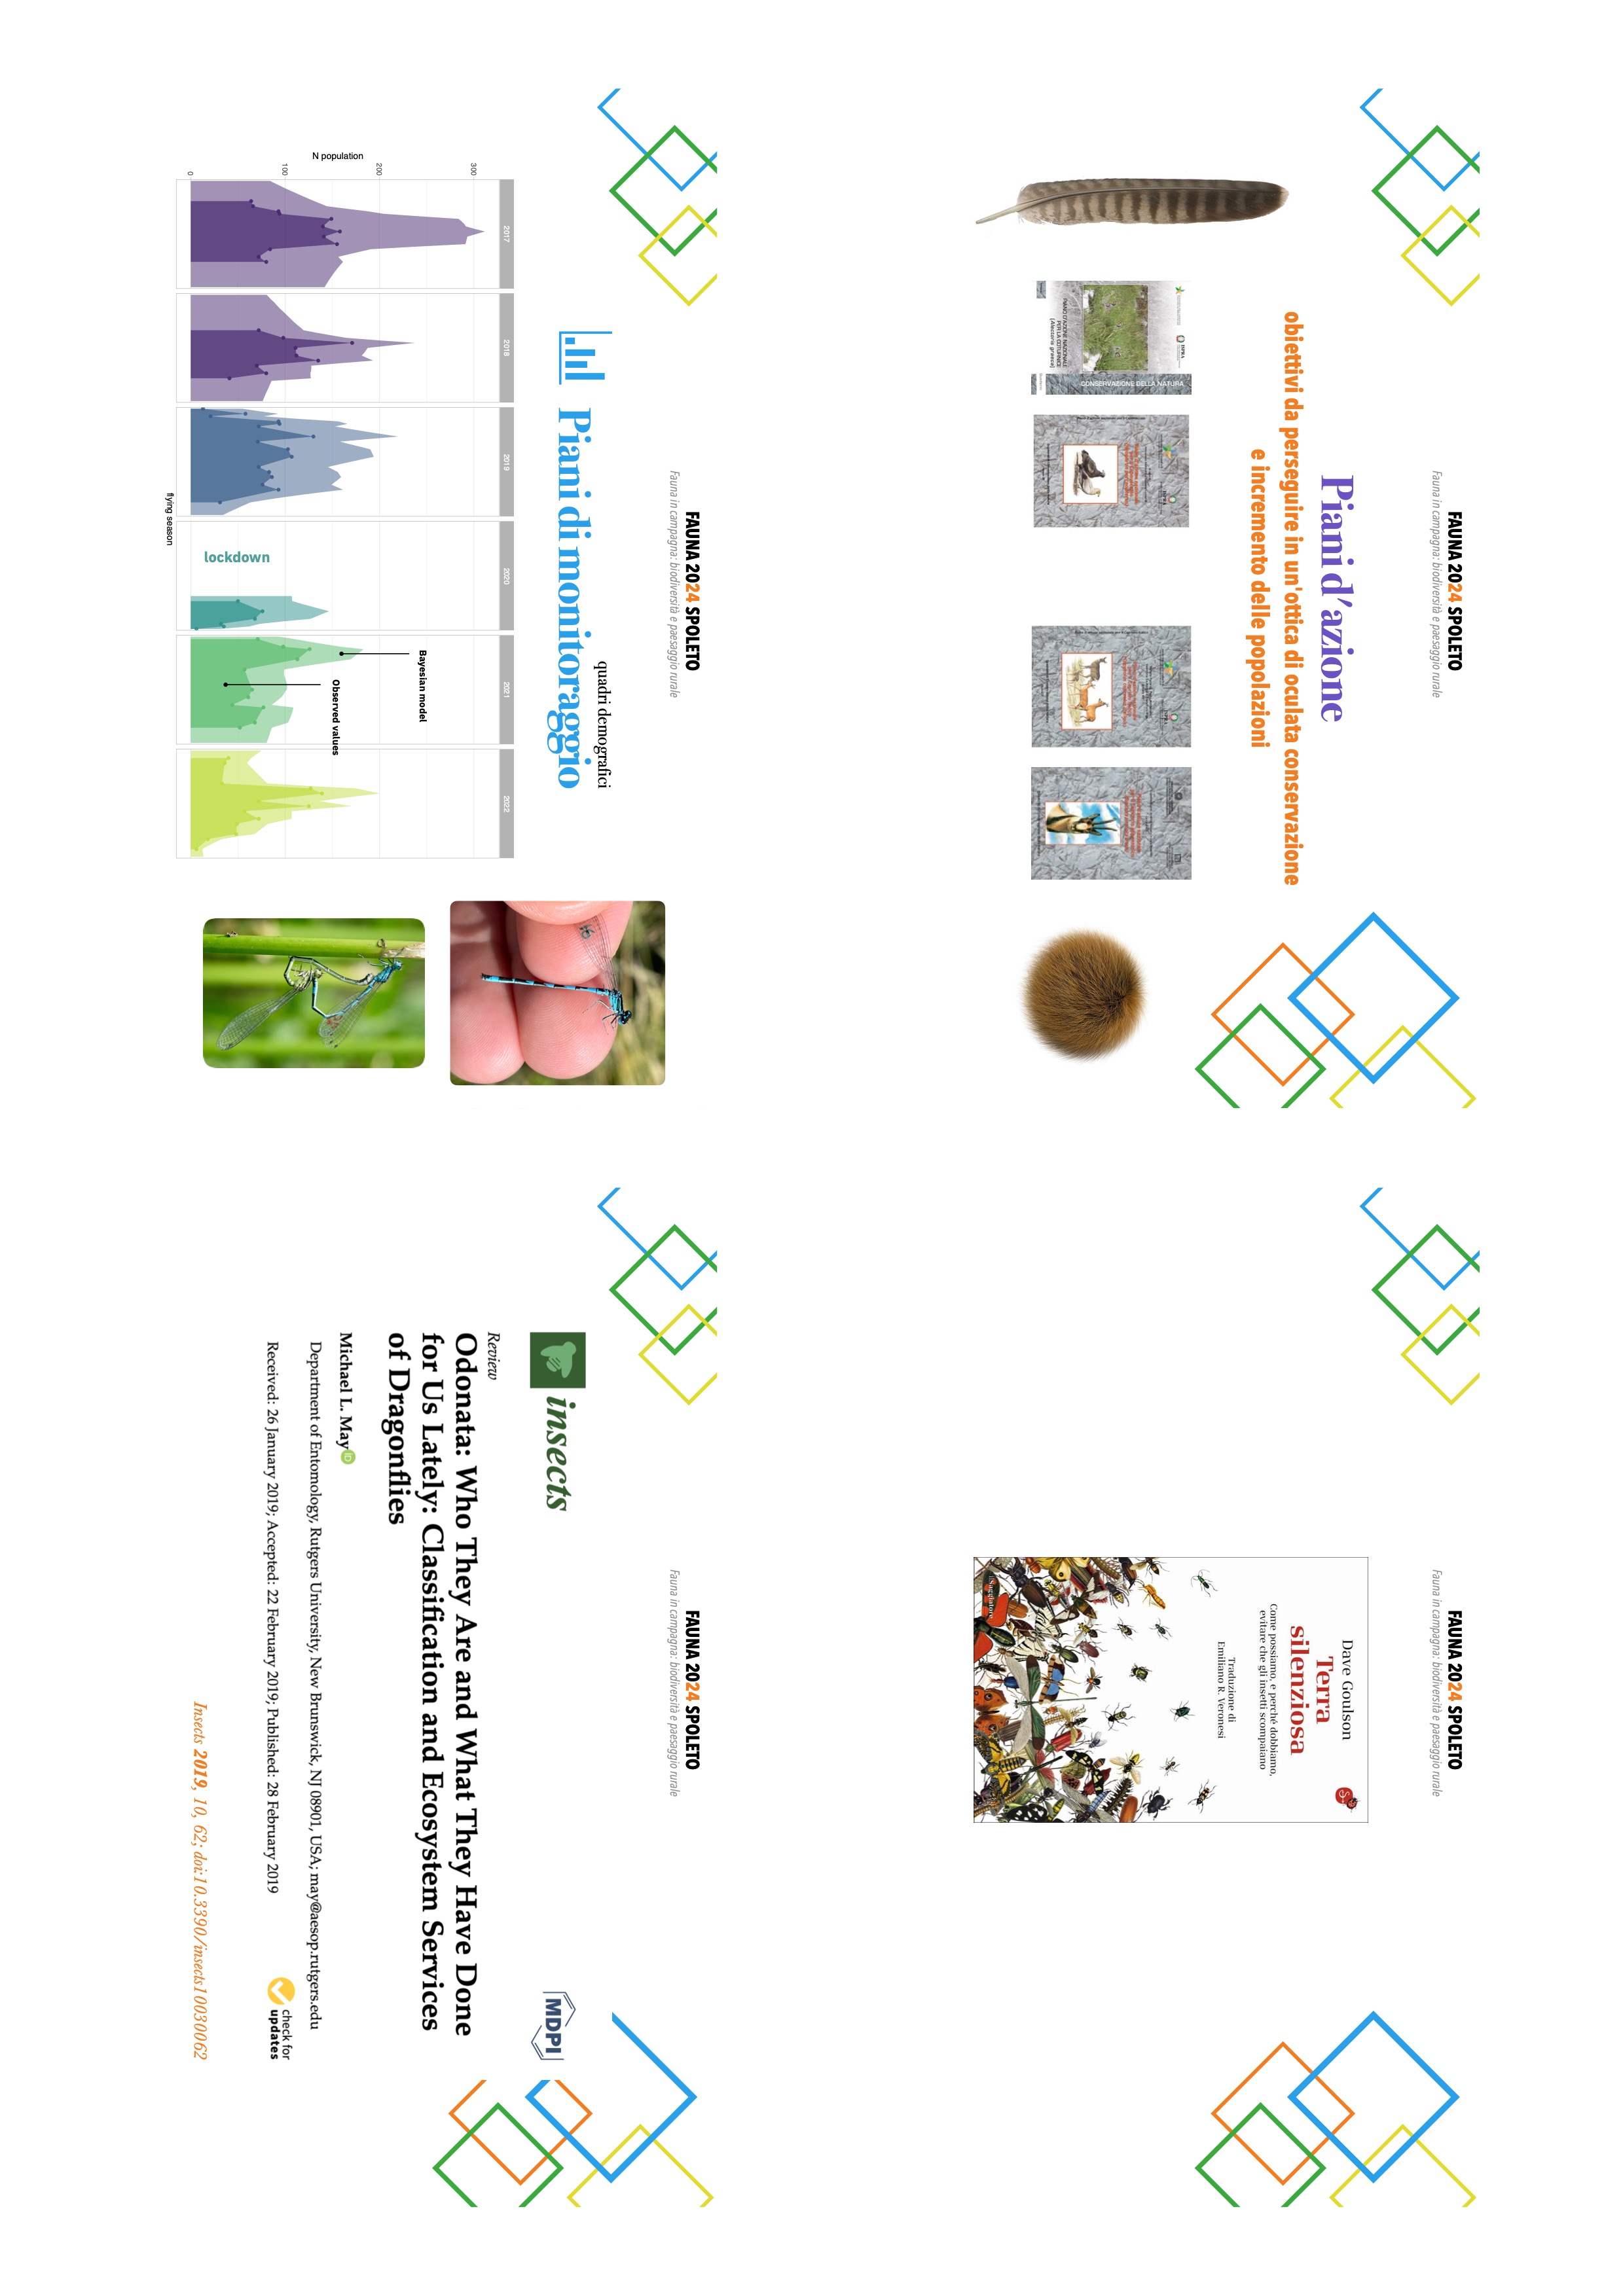 FAUNA 2024 SPOLETO
Fauna in campagna: biodiversità e paesaggio rurale
Piani d'azione
obiettivi da perseguire in un'ottica di oculata conservazione
e incremento delle popolazioni
ISPRA
CONSERVAZIONE DELLA NATURA
PIANO D'AZIONE NAZIONALE
PER LA COTURNICE
(Alectoris graeca)
FAUNA 2024 SPOLETO
Fauna in campagna: biodiversità e paesaggio rurale
Dave Goulson
Terra
silenziosa
Come possiamo, e perché dobbiamo,
evitare che gli insetti scompaiano
Traduzione di
Emiliano R. Veronesi
ilSaggiatore
FAUNA 2024 SPOLETO
Fauna in campagna: biodiversità e paesaggio rurale
quadri demografici
Piani di monitoraggio
2017 2018 2019 2020 2021 2022
300
200
100
0
N population
Bayesian model
Observed values
lockdown
flying season
FAUNA 2024 SPOLETO
Fauna in campagna: biodiversità e paesaggio rurale
insects
MDPI
Review
Odonata: Who They Are and What They Have Done
for Us Lately: Classification and Ecosystem Services
of Dragonflies
Michael L. May iD
Department of Entomology, Rutgers University, New Brunswick, NJ 08901, USA; may@aesop.rutgers.edu
Received: 26 January 2019; Accepted: 22 February 2019; Published: 28 February 2019
check for
updates
Insects 2019, 10, 62; doi:10.3390/insects10030062